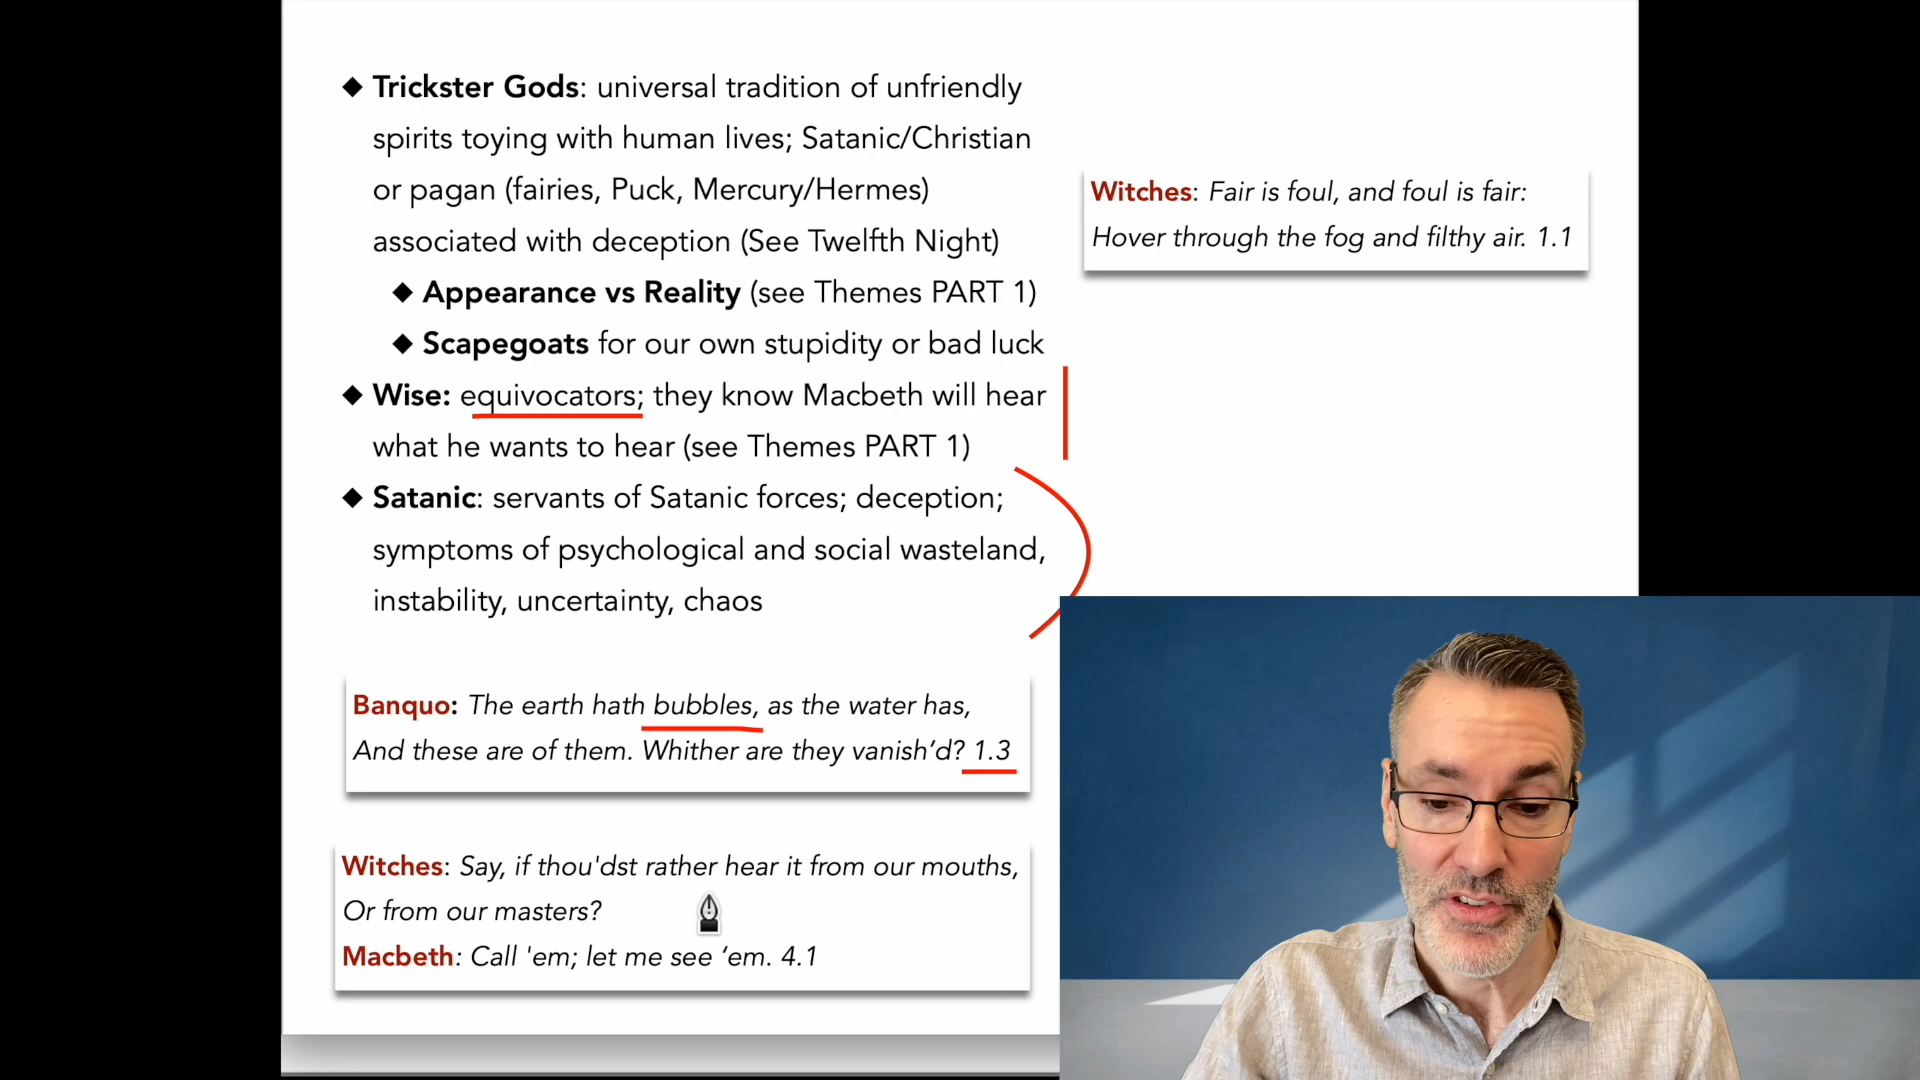 ◆ Trickster Gods: universal tradition of unfriendly
spirits toying with human lives; Satanic/Christian
or pagan (fairies, Puck, Mercury/Hermes)
associated with deception (See Twelfth Night)
◆ Appearance vs Reality (see Themes PART 1)
◆ Scapegoats for our own stupidity or bad luck
◆ Wise: equivocators; they know Macbeth will hear
what he wants to hear (see Themes PART 1)
◆ Satanic: servants of Satanic forces; deception;
symptoms of psychological and social wasteland,
instability, uncertainty, chaos
Banquo: The earth hath bubbles, as the water has,
And these are of them. Whither are they vanish’d? 1.3
Witches: Say, if thou'dst rather hear it from our mouths,
Or from our masters?
Macbeth: Call 'em; let me see ‘em. 4.1
Witches: Fair is foul, and foul is fair:
Hover through the fog and filthy air. 1.1